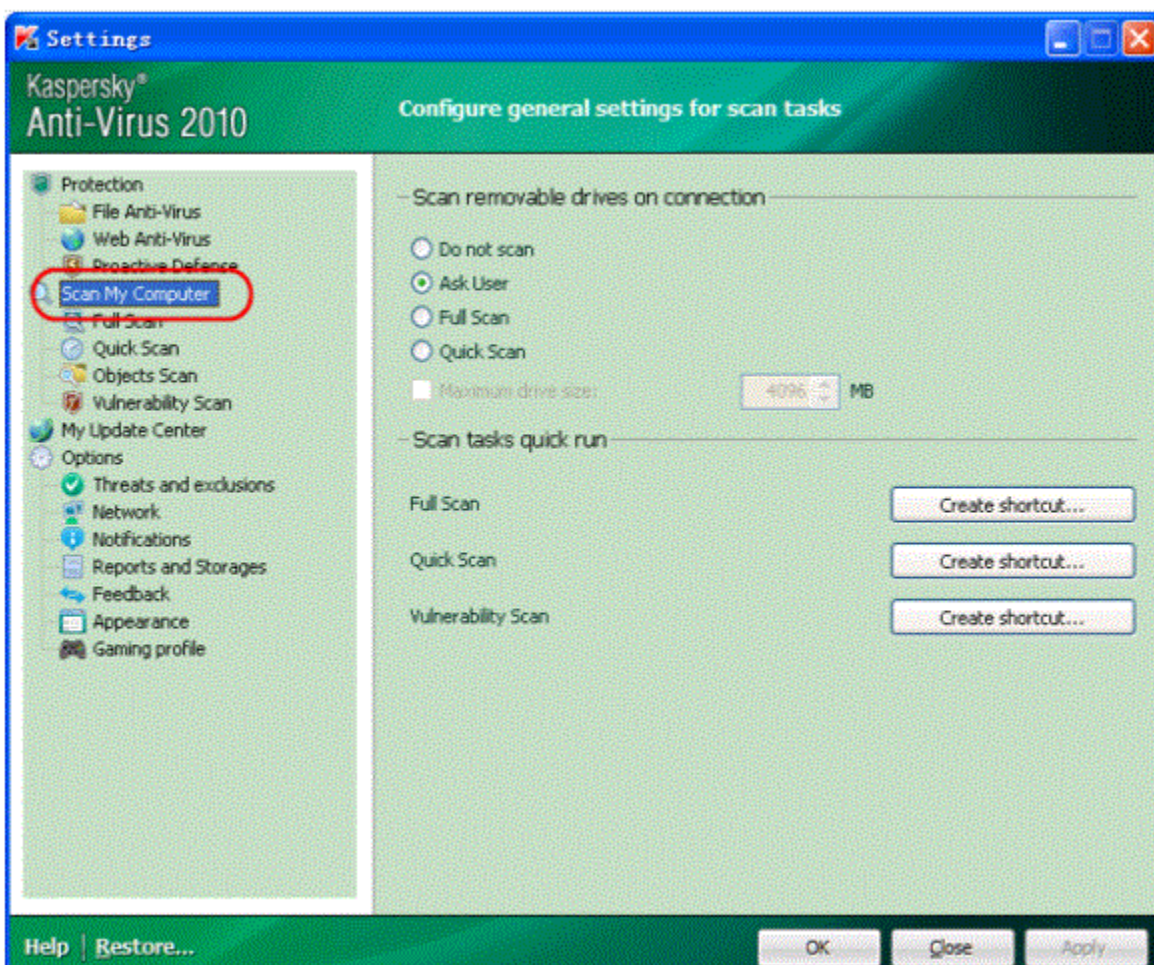 Settings
Kaspersky®
Anti-Virus 2010
Configure general settings for scan tasks
Protection
File Anti-Virus
Web Anti-Virus
Proactive Defence
Scan My Computer
Full Scan
Quick Scan
Objects Scan
Vulnerability Scan
My Update Center
Options
Threats and exclusions
Network
Notifications
Reports and Storages
Feedback
Appearance
Gaming profile
Scan removable drives on connection
Do not scan
Ask User
Full Scan
Quick Scan
Maximum drive size: 4096 MB
Scan tasks quick run
Full Scan Create shortcut...
Quick Scan Create shortcut...
Vulnerability Scan Create shortcut...
Help | Restore... OK Close Apply